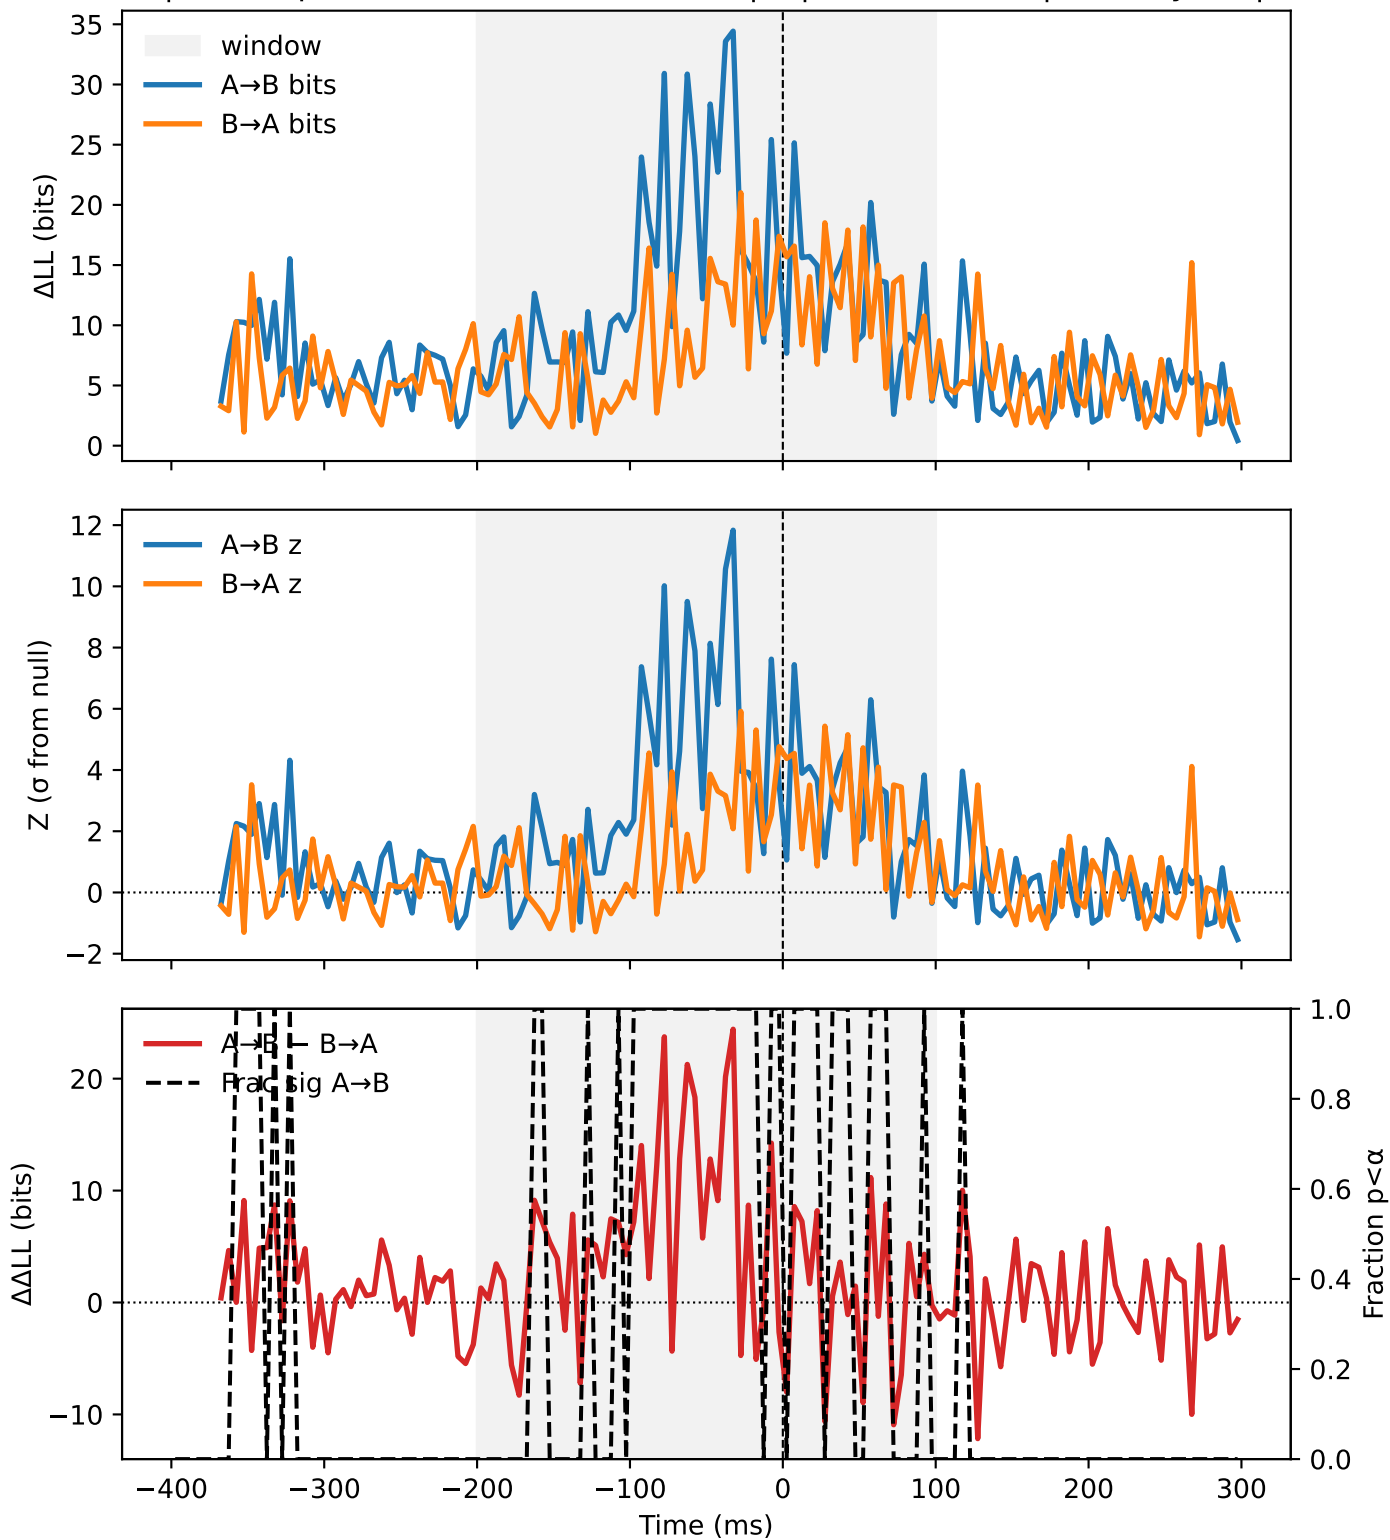 35
30
25
20
15
10
5
0
ΔLL (bits)
window
A→B bits
B→A bits
12
10
8
6
4
2
0
−2
Z (σ from null)
A→B z
B→A z
20
10
0
−10
ΔΔLL (bits)
A→B − B→A
Frac sig A→B
1.0
0.8
0.6
0.4
0.2
0.0
Fraction p<α
−400 −300 −200 −100 0 100 200 300
Time (ms)